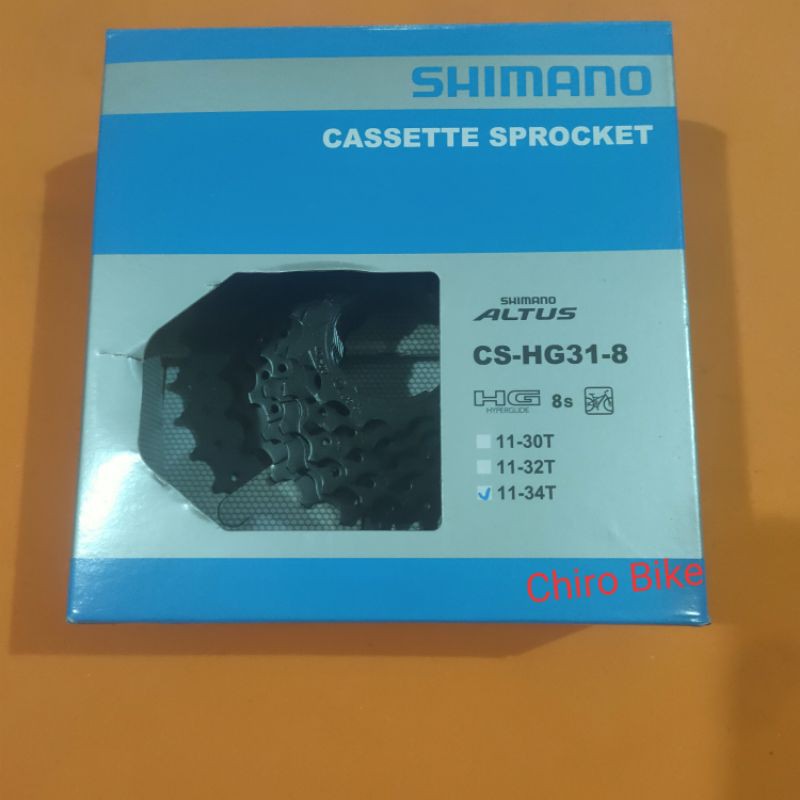 SHIMANO
CASSETTE SPROCKET
SHIMANO
ALTUS
CS-HG31-8
HG
HYPERGLIDE
8s
11-30T
11-32T
11-34T
Chiro Bike